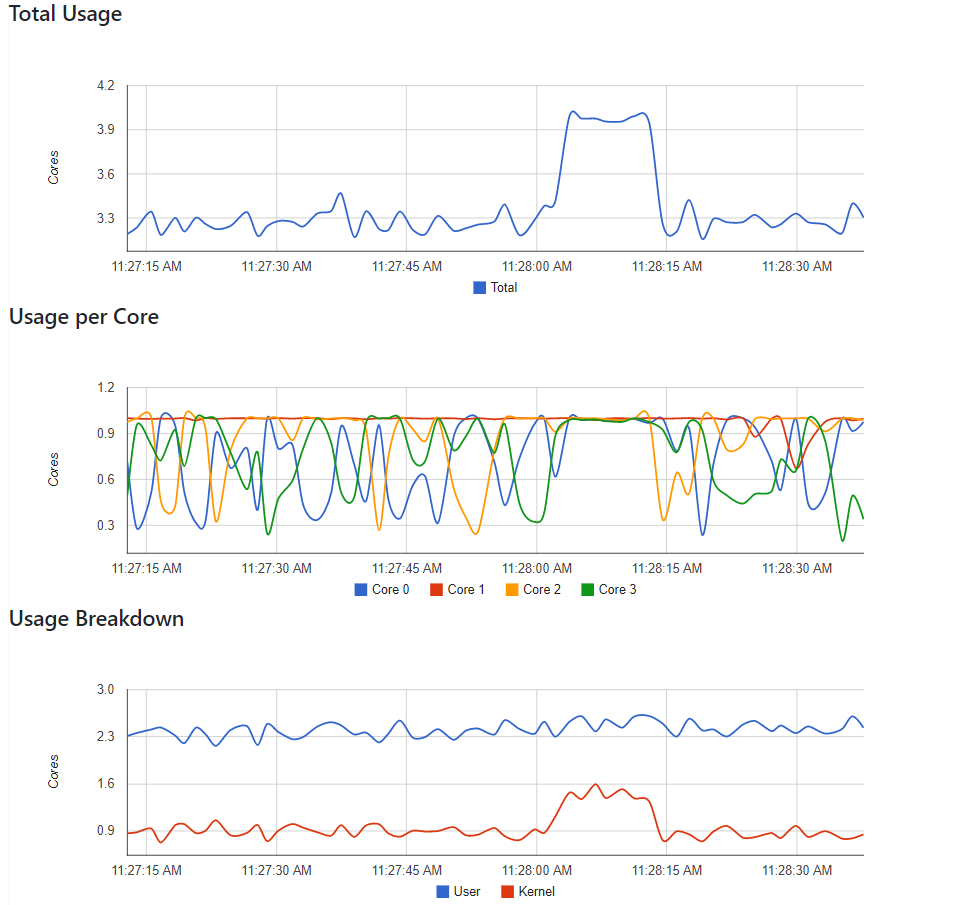 Total Usage
4.2
3.9
3.6
3.3
Cores
11:27:15 AM 11:27:30 AM 11:27:45 AM 11:28:00 AM 11:28:15 AM 11:28:30 AM
Total
Usage per Core
1.2
0.9
0.6
0.3
Cores
11:27:15 AM 11:27:30 AM 11:27:45 AM 11:28:00 AM 11:28:15 AM 11:28:30 AM
Core 0 Core 1 Core 2 Core 3
Usage Breakdown
3.0
2.3
1.6
0.9
Cores
11:27:15 AM 11:27:30 AM 11:27:45 AM 11:28:00 AM 11:28:15 AM 11:28:30 AM
User Kernel